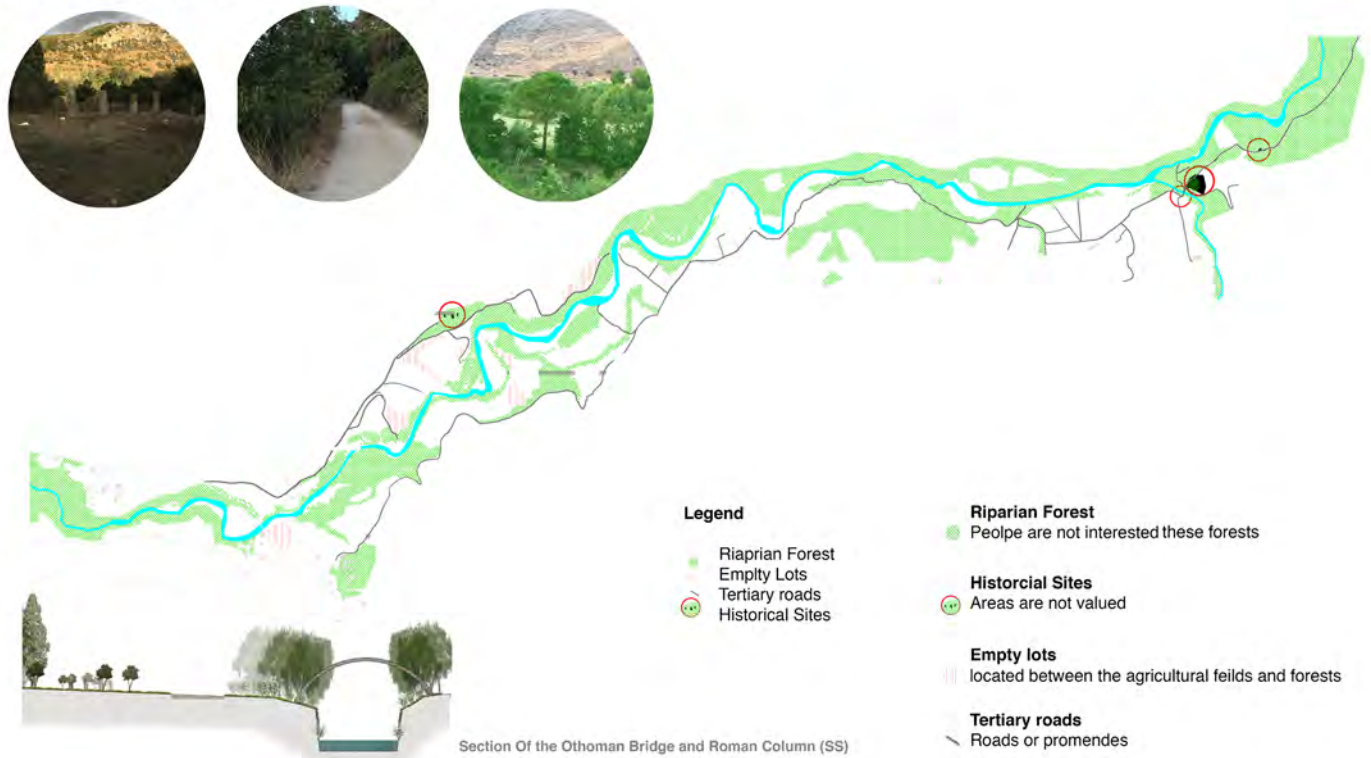 Legend
Riaprian Forest
Emplty Lots
Tertiary roads
Historical Sites
Riparian Forest
Peolpe are not interested these forests
Historcial Sites
Areas are not valued
Empty lots
located between the agricultural feilds and forests
Tertiary roads
Roads or promendes
Section Of the Othoman Bridge and Roman Column (SS)